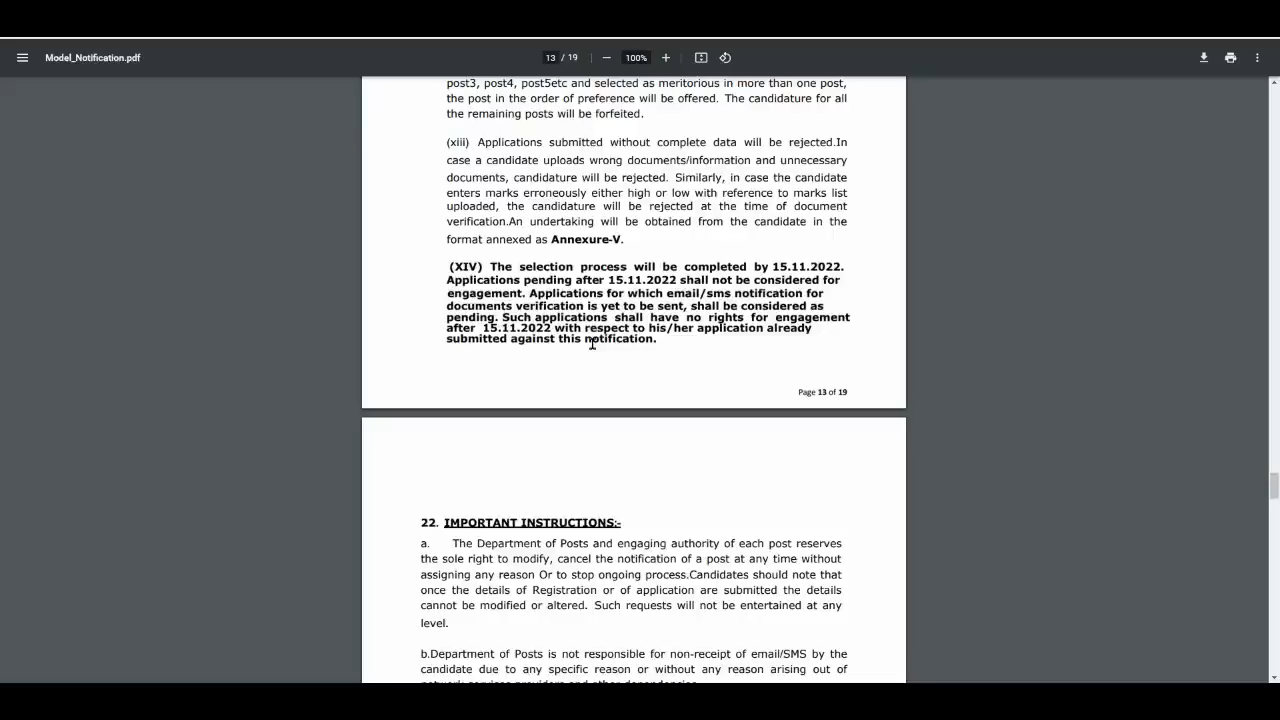 Model_Notification.pdf
13 / 19
100%
post3, post4, post5etc and selected as meritorious in more than one post,
the post in the order of preference will be offered. The candidature for all
the remaining posts will be forfeited.
(xiii) Applications submitted without complete data will be rejected.In
case a candidate uploads wrong documents/information and unnecessary
documents, candidature will be rejected. Similarly, in case the candidate
enters marks erroneously either high or low with reference to marks list
uploaded, the candidature will be rejected at the time of document
verification.An undertaking will be obtained from the candidate in the
format annexed as Annexure-V.
(XIV) The selection process will be completed by 15.11.2022.
Applications pending after 15.11.2022 shall not be considered for
engagement. Applications for which email/sms notification for
documents verification is yet to be sent, shall be considered as
pending. Such applications shall have no rights for engagement
after 15.11.2022 with respect to his/her application already
submitted against this notification.
Page 13 of 19
22. IMPORTANT INSTRUCTIONS:-
a. The Department of Posts and engaging authority of each post reserves
the sole right to modify, cancel the notification of a post at any time without
assigning any reason Or to stop ongoing process.Candidates should note that
once the details of Registration or of application are submitted the details
cannot be modified or altered. Such requests will not be entertained at any
level.
b.Department of Posts is not responsible for non-receipt of email/SMS by the
candidate due to any specific reason or without any reason arising out of